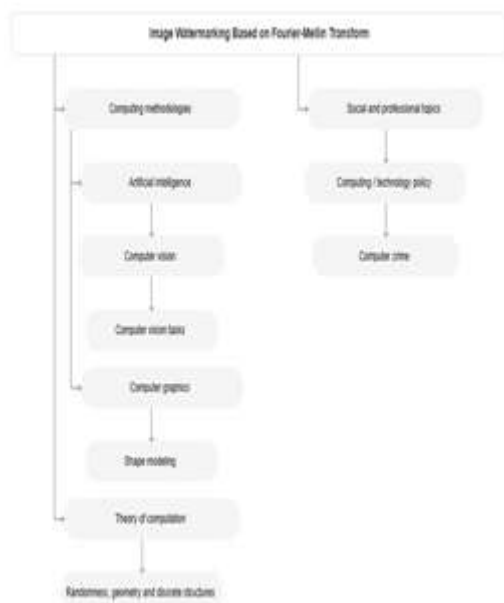 Image Watermarking Based on Fourier-Mellin Transform
Computing methodologies
Social and professional topics
Artificial intelligence
Computing / technology policy
Computer vision
Computer crime
Computer vision tasks
Computer graphics
Shape modeling
Theory of computation
Randomness, geometry and discrete structures